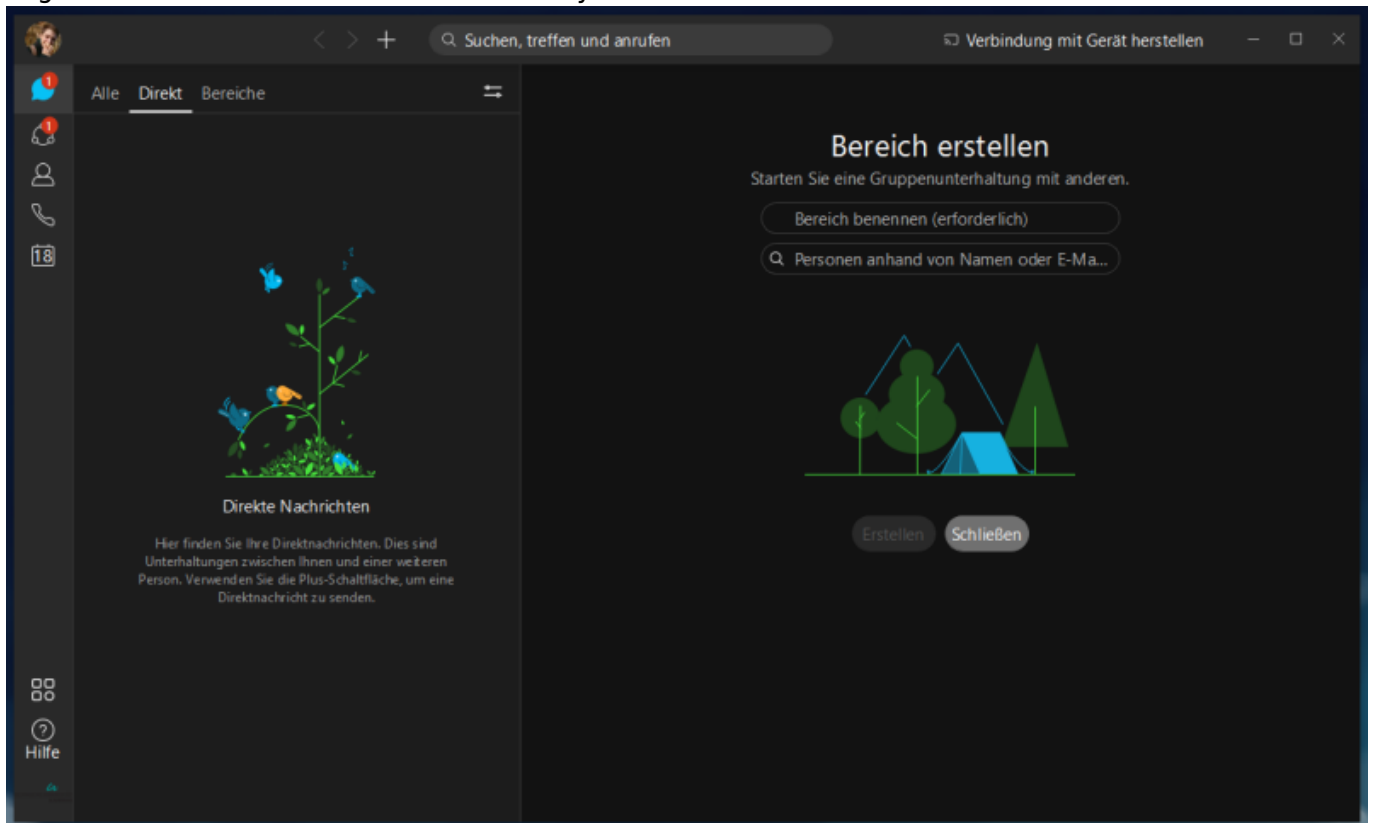 Suchen, treffen und anrufen
Verbindung mit Gerät herstellen
1
Alle Direkt Bereiche
1
18
Bereich erstellen
Starten Sie eine Gruppenunterhaltung mit anderen.
Bereich benennen (erforderlich)
Personen anhand von Namen oder E-Ma...
Direkte Nachrichten
Hier finden Sie Ihre Direktnachrichten. Dies sind
Unterhaltungen zwischen Ihnen und einer weiteren
Person. Verwenden Sie die Plus-Schaltfläche, um eine
Direktnachricht zu senden.
Erstellen Schließen
Hilfe